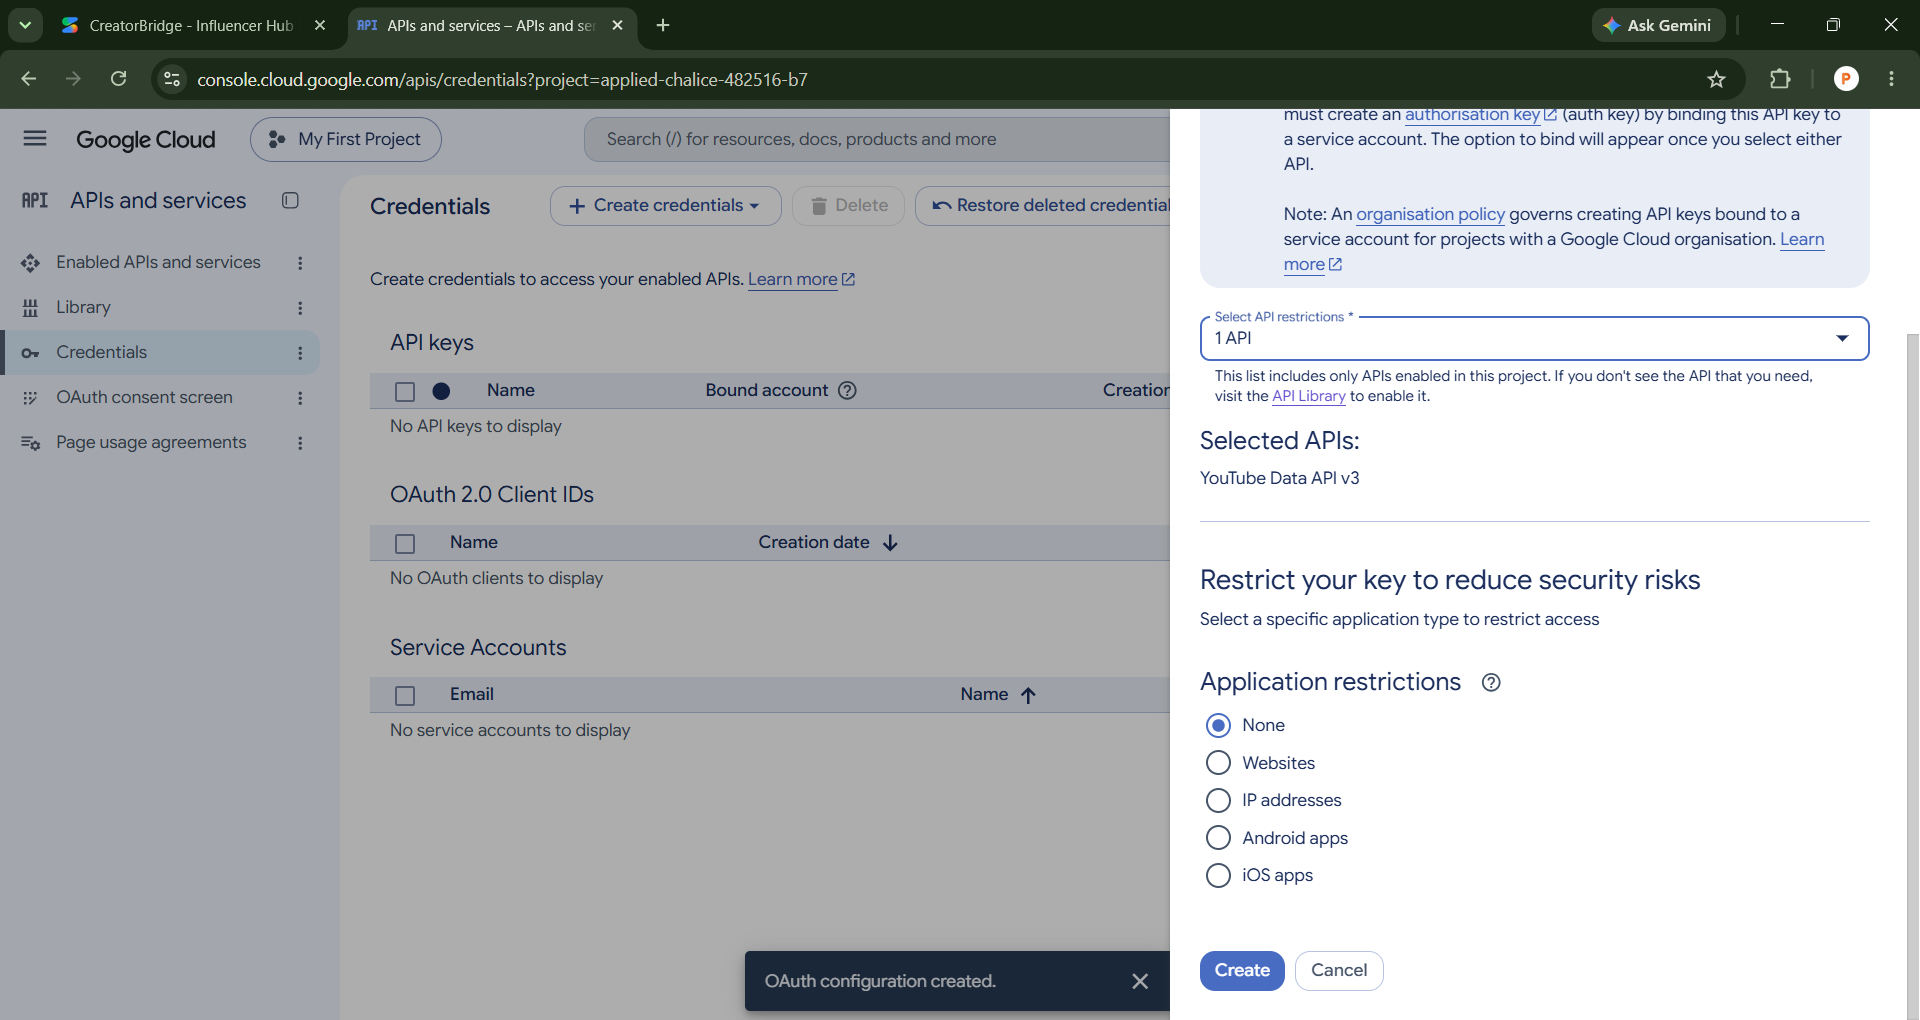 CreatorBridge - Influencer Hub
API APIs and services – APIs and ser
Ask Gemini
console.cloud.google.com/apis/credentials?project=applied-chalice-482516-b7
P
Google Cloud
My First Project
Search (/) for resources, docs, products and more
API APIs and services
Enabled APIs and services
Library
Credentials
OAuth consent screen
Page usage agreements
Credentials
Create credentials
Delete
Restore deleted credential
Create credentials to access your enabled APIs. Learn more
API keys
Name Bound account Creation
No API keys to display
OAuth 2.0 Client IDs
Name Creation date
No OAuth clients to display
Service Accounts
Email Name
No service accounts to display
OAuth configuration created.
must create an authorisation key (auth key) by binding this API key to
a service account. The option to bind will appear once you select either
API.
Note: An organisation policy governs creating API keys bound to a
service account for projects with a Google Cloud organisation. Learn
more
Select API restrictions *
1 API
This list includes only APIs enabled in this project. If you don't see the API that you need,
visit the API Library to enable it.
Selected APIs:
YouTube Data API v3
Restrict your key to reduce security risks
Select a specific application type to restrict access
Application restrictions
None
Websites
IP addresses
Android apps
iOS apps
Create
Cancel